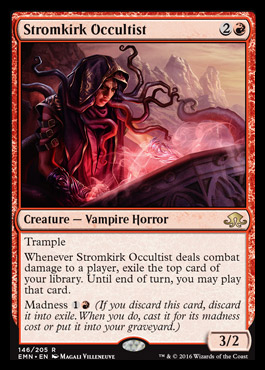 Stromkirk Occultist 2
Creature — Vampire Horror
Trample
Whenever Stromkirk Occultist deals combat
damage to a player, exile the top card of
your library. Until end of turn, you may play
that card.
Madness 1 (If you discard this card, discard
it into exile. When you do, cast it for its madness
cost or put it into your graveyard.)
3/2
146/205 R
EMN • EN MAGALI VILLENEUVE ™ & © 2016 Wizards of the Coast